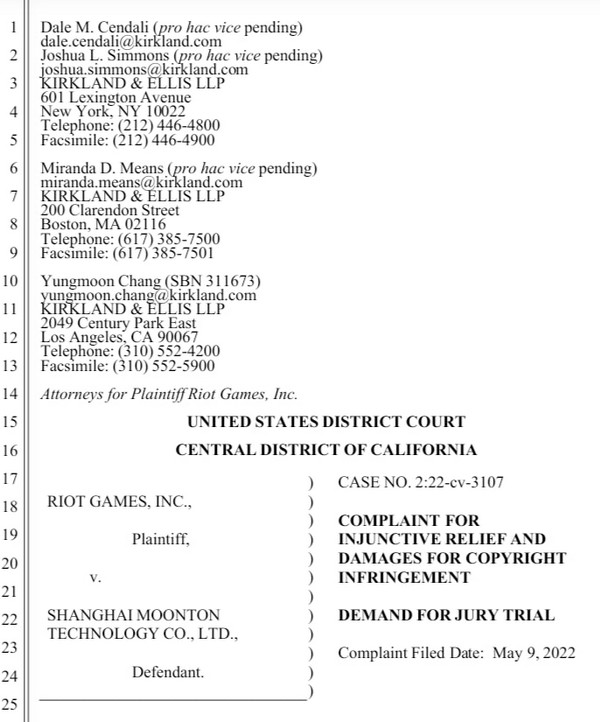 1 Dale M. Cendali (pro hac vice pending)
dale.cendali@kirkland.com
2 Joshua L. Simmons (pro hac vice pending)
joshua.simmons@kirkland.com
3 KIRKLAND & ELLIS LLP
601 Lexington Avenue
4 New York, NY 10022
Telephone: (212) 446-4800
5 Facsimile: (212) 446-4900
6 Miranda D. Means (pro hac vice pending)
miranda.means@kirkland.com
7 KIRKLAND & ELLIS LLP
200 Clarendon Street
8 Boston, MA 02116
Telephone: (617) 385-7500
9 Facsimile: (617) 385-7501
10 Yungmoon Chang (SBN 311673)
yungmoon.chang@kirkland.com
11 KIRKLAND & ELLIS LLP
2049 Century Park East
12 Los Angeles, CA 90067
Telephone: (310) 552-4200
13 Facsimile: (310) 552-5900
14 Attorneys for Plaintiff Riot Games, Inc.
15 UNITED STATES DISTRICT COURT
16 CENTRAL DISTRICT OF CALIFORNIA
17 ) CASE NO. 2:22-cv-3107
18 RIOT GAMES, INC., )
) COMPLAINT FOR
19 Plaintiff, ) INJUNCTIVE RELIEF AND
20 ) DAMAGES FOR COPYRIGHT
v. ) INFRINGEMENT
21 )
22 SHANGHAI MOONTON ) DEMAND FOR JURY TRIAL
TECHNOLOGY CO., LTD., )
23 ) Complaint Filed Date: May 9, 2022
24 Defendant. )
25 )